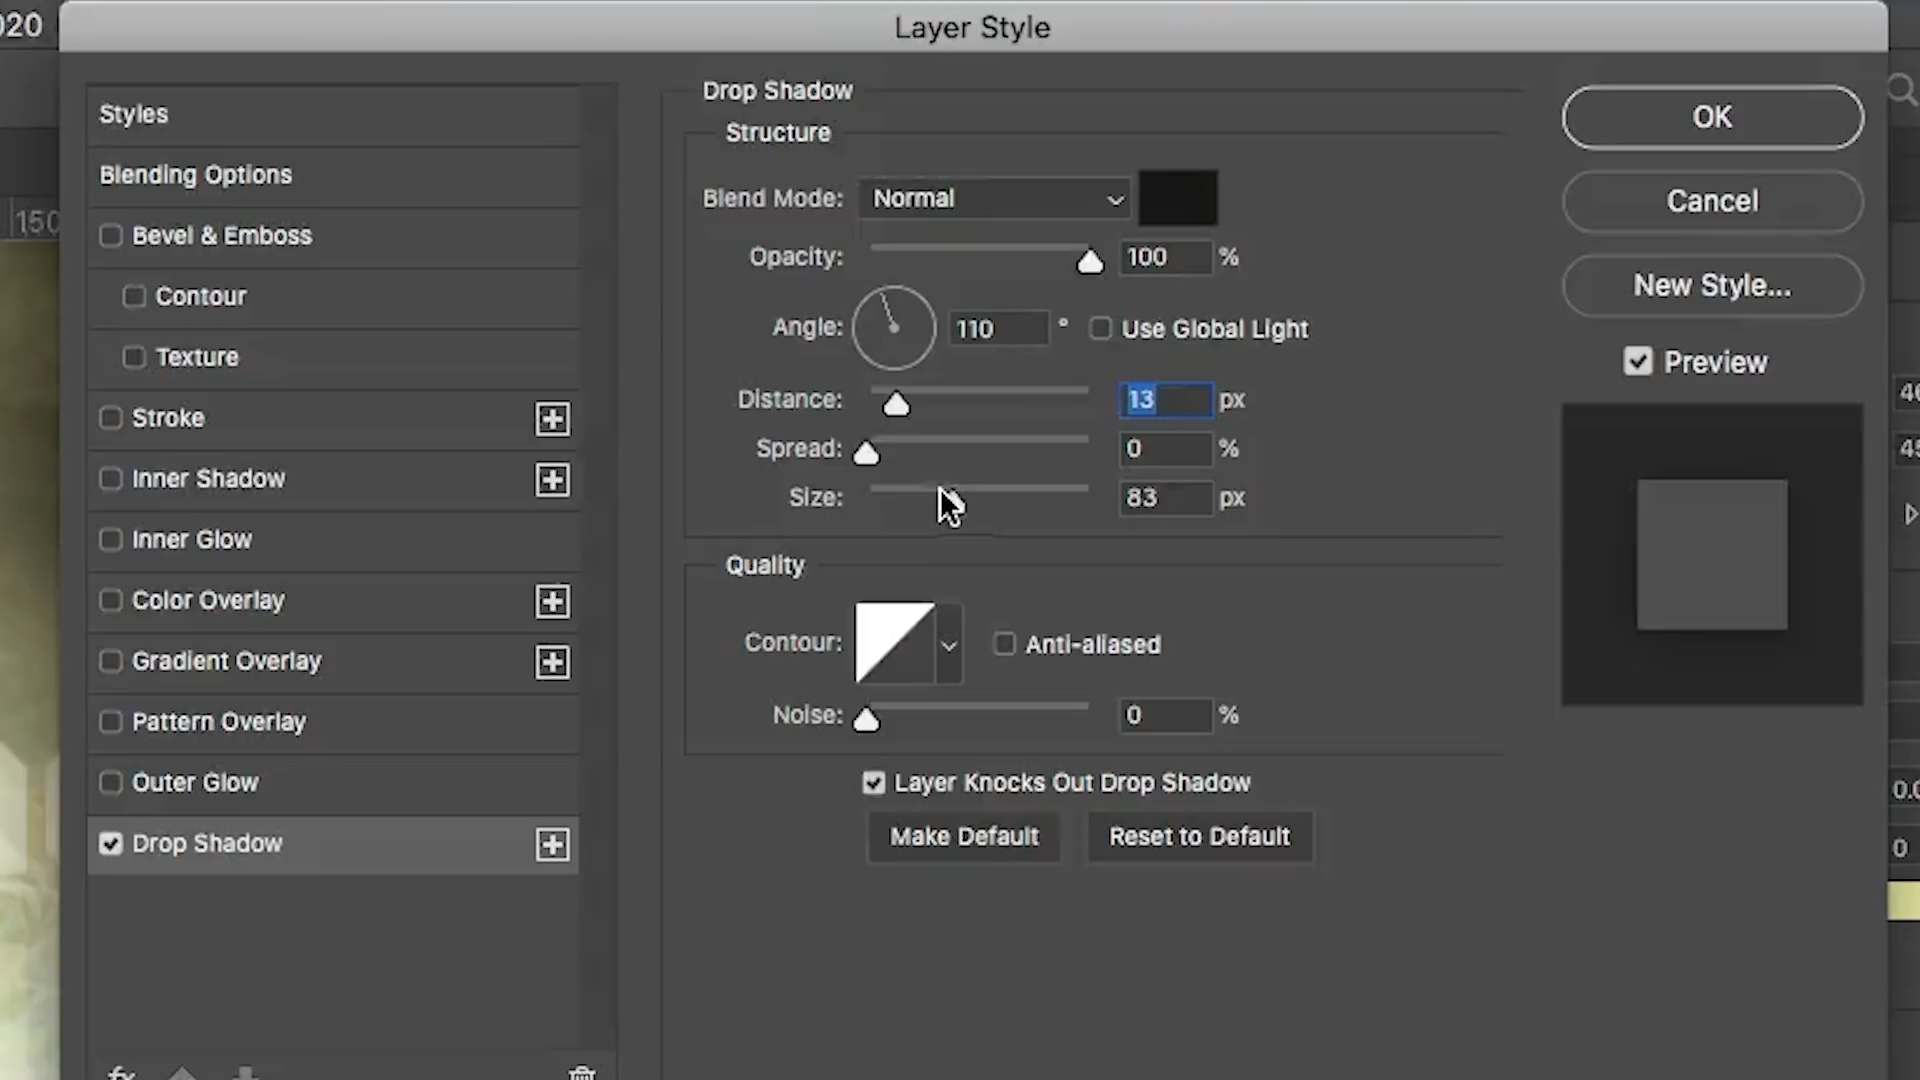 020
Layer Style
150
Styles
Blending Options
Bevel & Emboss
Contour
Texture
Stroke
Inner Shadow
Inner Glow
Color Overlay
Gradient Overlay
Pattern Overlay
Outer Glow
Drop Shadow
fx
Drop Shadow
Structure
Blend Mode: Normal
Opacity: 100 %
Angle: 110 ° Use Global Light
Distance: 13 px
Spread: 0 %
Size: 83 px
Quality
Contour: Anti-aliased
Noise: 0 %
Layer Knocks Out Drop Shadow
Make Default Reset to Default
OK
Cancel
New Style...
Preview
0